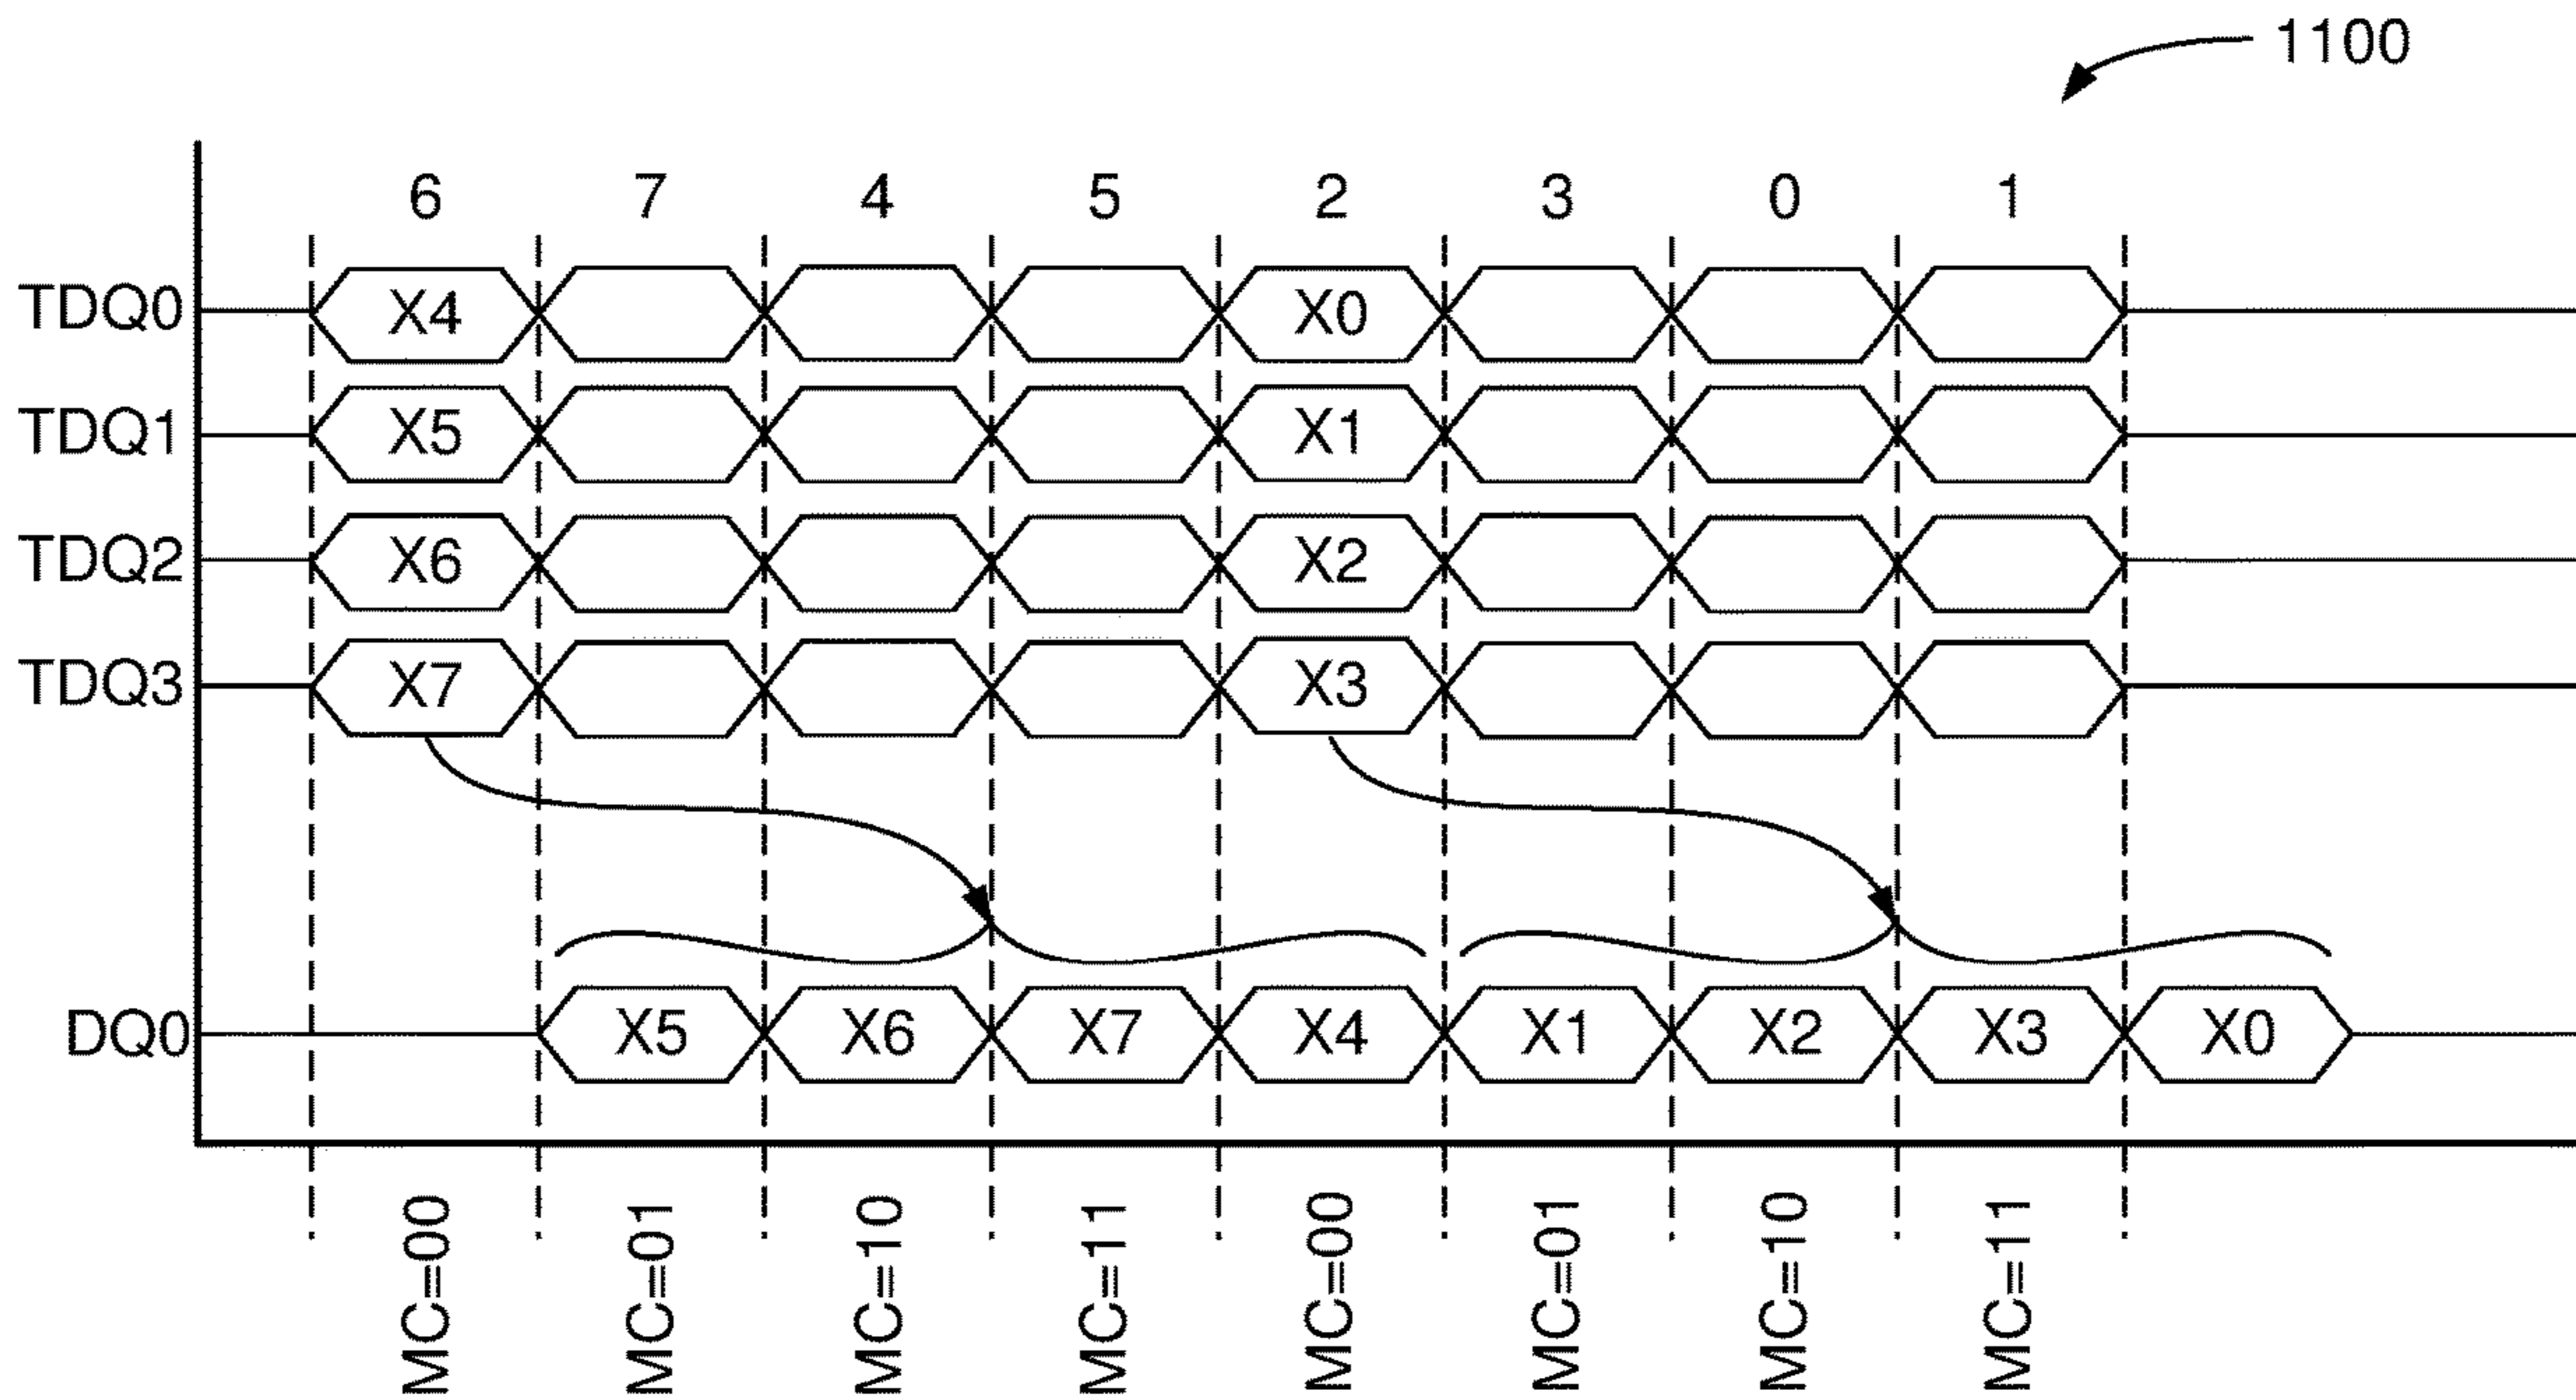 1100
6 7 4 5 2 3 0 1
TDQ0 X4 X0
TDQ1 X5 X1
TDQ2 X6 X2
TDQ3 X7 X3
DQ0 X5 X6 X7 X4 X1 X2 X3 X0
MC=00 MC=01 MC=10 MC=11 MC=00 MC=01 MC=10 MC=11